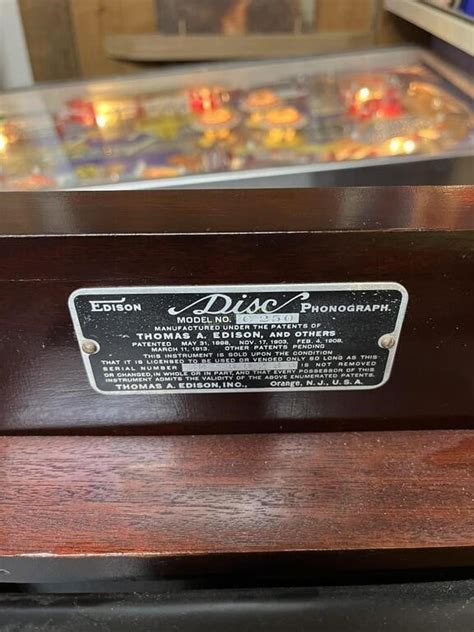 EDISON Disc PHONOGRAPH.
MODEL NO. C 250
MANUFACTURED UNDER THE PATENTS OF
THOMAS A. EDISON, AND OTHERS
PATENTED MAY 31, 1898, NOV. 17, 1903, FEB. 4, 1908,
MARCH 11, 1913. OTHER PATENTS PENDING
THIS INSTRUMENT IS SOLD UPON THE CONDITION
THAT IT IS LICENSED TO BE USED OR VENDED ONLY SO LONG AS THIS
SERIAL NUMBER IS NOT REMOVED
OR CHANGED, IN WHOLE OR IN PART, AND THAT EVERY POSSESSOR OF THIS
INSTRUMENT ADMITS THE VALIDITY OF THE ABOVE ENUMERATED PATENTS.
THOMAS A. EDISON, INC., Orange, N.J., U.S.A.